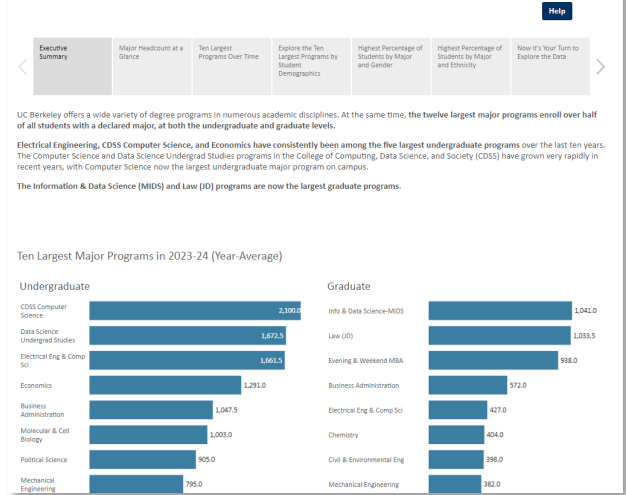 Help
Executive
Summary
Major Headcount at a
Glance
Ten Largest
Programs Over Time
Explore the Ten
Largest Programs by
Student
Demographics
Highest Percentage of
Students by Major
and Gender
Highest Percentage of
Students by Major
and Ethnicity
Now it's Your Turn to
Explore the Data
UC Berkeley offers a wide variety of degree programs in numerous academic disciplines. At the same time, the twelve largest major programs enroll over half
of all students with a declared major, at both the undergraduate and graduate levels.
Electrical Engineering, CDSS Computer Science, and Economics have consistently been among the five largest undergraduate programs over the last ten years.
The Computer Science and Data Science Undergrad Studies programs in the College of Computing, Data Science, and Society (CDSS) have grown very rapidly in
recent years, with Computer Science now the largest undergraduate major program on campus.
The Information & Data Science (MIDS) and Law (JD) programs are now the largest graduate programs.
Ten Largest Major Programs in 2023-24 (Year-Average)
Undergraduate
CDSS Computer
Science
2,100.0
Data Science
Undergrad Studies
1,672.5
Electrical Eng & Comp
Sci
1,661.5
Economics
1,291.0
Business
Administration
1,047.5
Molecular & Cell
Biology
1,003.0
Political Science
905.0
Mechanical
Engineering
795.0
Graduate
Info & Data Science-MIDS
1,041.0
Law (JD)
1,033.5
Evening & Weekend MBA
938.0
Business Administration
572.0
Electrical Eng & Comp Sci
427.0
Chemistry
404.0
Civil & Environmental Eng
398.0
Mechanical Engineering
382.0